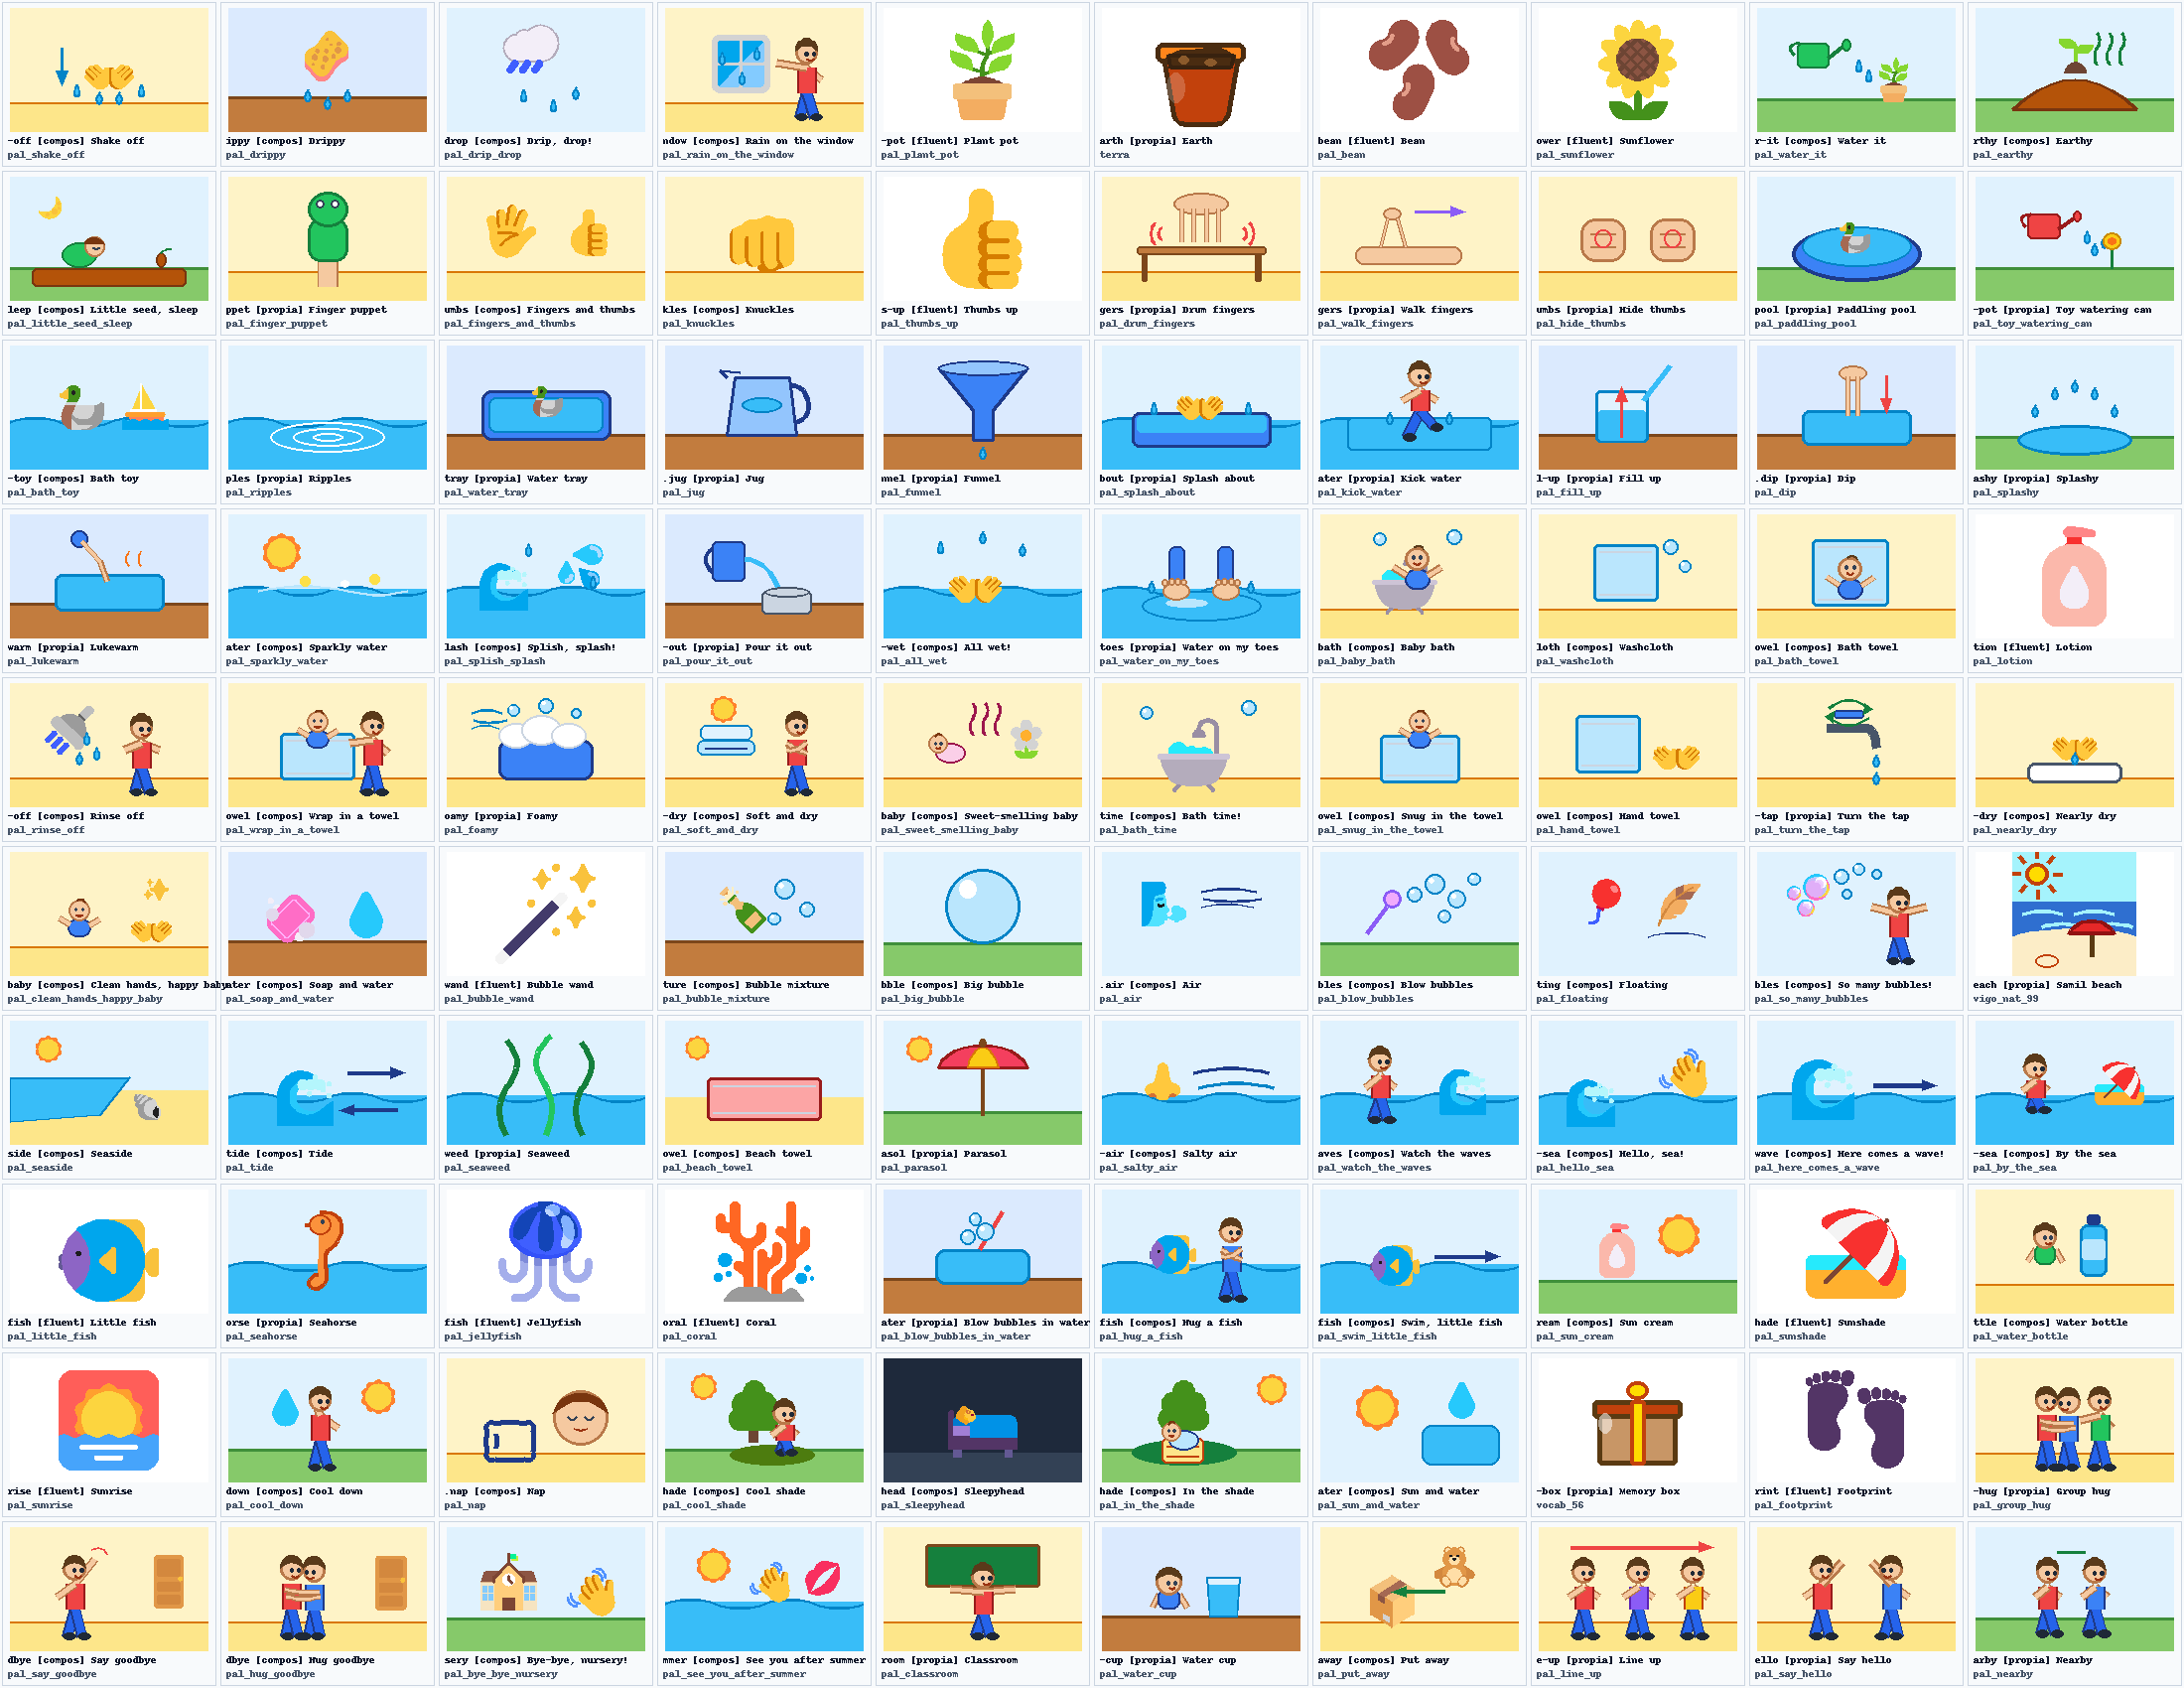 -off [compos] Shake off
pal_shake_off
ippy [compos] Drippy
pal_drippy
drop [compos] Drip, drop!
pal_drip_drop
ndow [compos] Rain on the window
pal_rain_on_the_window
-pot [fluent] Plant pot
pal_plant_pot
arth [propia] Earth
terra
bean [fluent] Bean
pal_bean
ower [fluent] Sunflower
pal_sunflower
r-it [compos] Water it
pal_water_it
rthy [compos] Earthy
pal_earthy
leep [compos] Little seed, sleep
pal_little_seed_sleep
ppet [propia] Finger puppet
pal_finger_puppet
umbs [compos] Fingers and thumbs
pal_fingers_and_thumbs
kles [compos] Knuckles
pal_knuckles
s-up [fluent] Thumbs up
pal_thumbs_up
gers [propia] Drum fingers
pal_drum_fingers
gers [propia] Walk fingers
pal_walk_fingers
umbs [propia] Hide thumbs
pal_hide_thumbs
pool [propia] Paddling pool
pal_paddling_pool
-pot [propia] Toy watering can
pal_toy_watering_can
-toy [compos] Bath toy
pal_bath_toy
ples [propia] Ripples
pal_ripples
tray [propia] Water tray
pal_water_tray
.jug [propia] Jug
pal_jug
nnel [propia] Funnel
pal_funnel
bout [propia] Splash about
pal_splash_about
ater [propia] Kick water
pal_kick_water
l-up [propia] Fill up
pal_fill_up
.dip [propia] Dip
pal_dip
ashy [propia] Splashy
pal_splashy
warm [propia] Lukewarm
pal_lukewarm
ater [compos] Sparkly water
pal_sparkly_water
lash [compos] Splish, splash!
pal_splish_splash
-out [propia] Pour it out
pal_pour_it_out
-wet [compos] All wet!
pal_all_wet
toes [propia] Water on my toes
pal_water_on_my_toes
bath [compos] Baby bath
pal_baby_bath
loth [compos] Washcloth
pal_washcloth
owel [compos] Bath towel
pal_bath_towel
tion [fluent] Lotion
pal_lotion
-off [compos] Rinse off
pal_rinse_off
owel [compos] Wrap in a towel
pal_wrap_in_a_towel
oamy [propia] Foamy
pal_foamy
-dry [compos] Soft and dry
pal_soft_and_dry
baby [compos] Sweet-smelling baby
pal_sweet_smelling_baby
time [compos] Bath time!
pal_bath_time
owel [compos] Snug in the towel
pal_snug_in_the_towel
owel [compos] Hand towel
pal_hand_towel
-tap [propia] Turn the tap
pal_turn_the_tap
-dry [compos] Nearly dry
pal_nearly_dry
baby [compos] Clean hands, happy baby
pal_clean_hands_happy_baby
ater [compos] Soap and water
pal_soap_and_water
wand [fluent] Bubble wand
pal_bubble_wand
ture [compos] Bubble mixture
pal_bubble_mixture
bble [compos] Big bubble
pal_big_bubble
.air [compos] Air
pal_air
bles [compos] Blow bubbles
pal_blow_bubbles
ting [compos] Floating
pal_floating
bles [compos] So many bubbles!
pal_so_many_bubbles
each [propia] Samil beach
vigo_nat_99
side [compos] Seaside
pal_seaside
tide [compos] Tide
pal_tide
weed [propia] Seaweed
pal_seaweed
owel [compos] Beach towel
pal_beach_towel
asol [propia] Parasol
pal_parasol
-air [compos] Salty air
pal_salty_air
aves [compos] Watch the waves
pal_watch_the_waves
-sea [compos] Hello, sea!
pal_hello_sea
wave [compos] Here comes a wave!
pal_here_comes_a_wave
-sea [compos] By the sea
pal_by_the_sea
fish [fluent] Little fish
pal_little_fish
orse [propia] Seahorse
pal_seahorse
fish [fluent] Jellyfish
pal_jellyfish
oral [fluent] Coral
pal_coral
ater [propia] Blow bubbles in water
pal_blow_bubbles_in_water
fish [compos] Hug a fish
pal_hug_a_fish
fish [compos] Swim, little fish
pal_swim_little_fish
ream [compos] Sun cream
pal_sun_cream
hade [fluent] Sunshade
pal_sunshade
ttle [compos] Water bottle
pal_water_bottle
rise [fluent] Sunrise
pal_sunrise
down [compos] Cool down
pal_cool_down
.nap [compos] Nap
pal_nap
hade [compos] Cool shade
pal_cool_shade
head [compos] Sleepyhead
pal_sleepyhead
hade [compos] In the shade
pal_in_the_shade
ater [compos] Sun and water
pal_sun_and_water
-box [propia] Memory box
vocab_56
rint [fluent] Footprint
pal_footprint
-hug [propia] Group hug
pal_group_hug
dbye [compos] Say goodbye
pal_say_goodbye
dbye [compos] Hug goodbye
pal_hug_goodbye
sery [compos] Bye-bye, nursery!
pal_bye_bye_nursery
mmer [compos] See you after summer
pal_see_you_after_summer
room [propia] Classroom
pal_classroom
-cup [propia] Water cup
pal_water_cup
away [compos] Put away
pal_put_away
e-up [propia] Line up
pal_line_up
ello [propia] Say hello
pal_say_hello
arby [propia] Nearby
pal_nearby